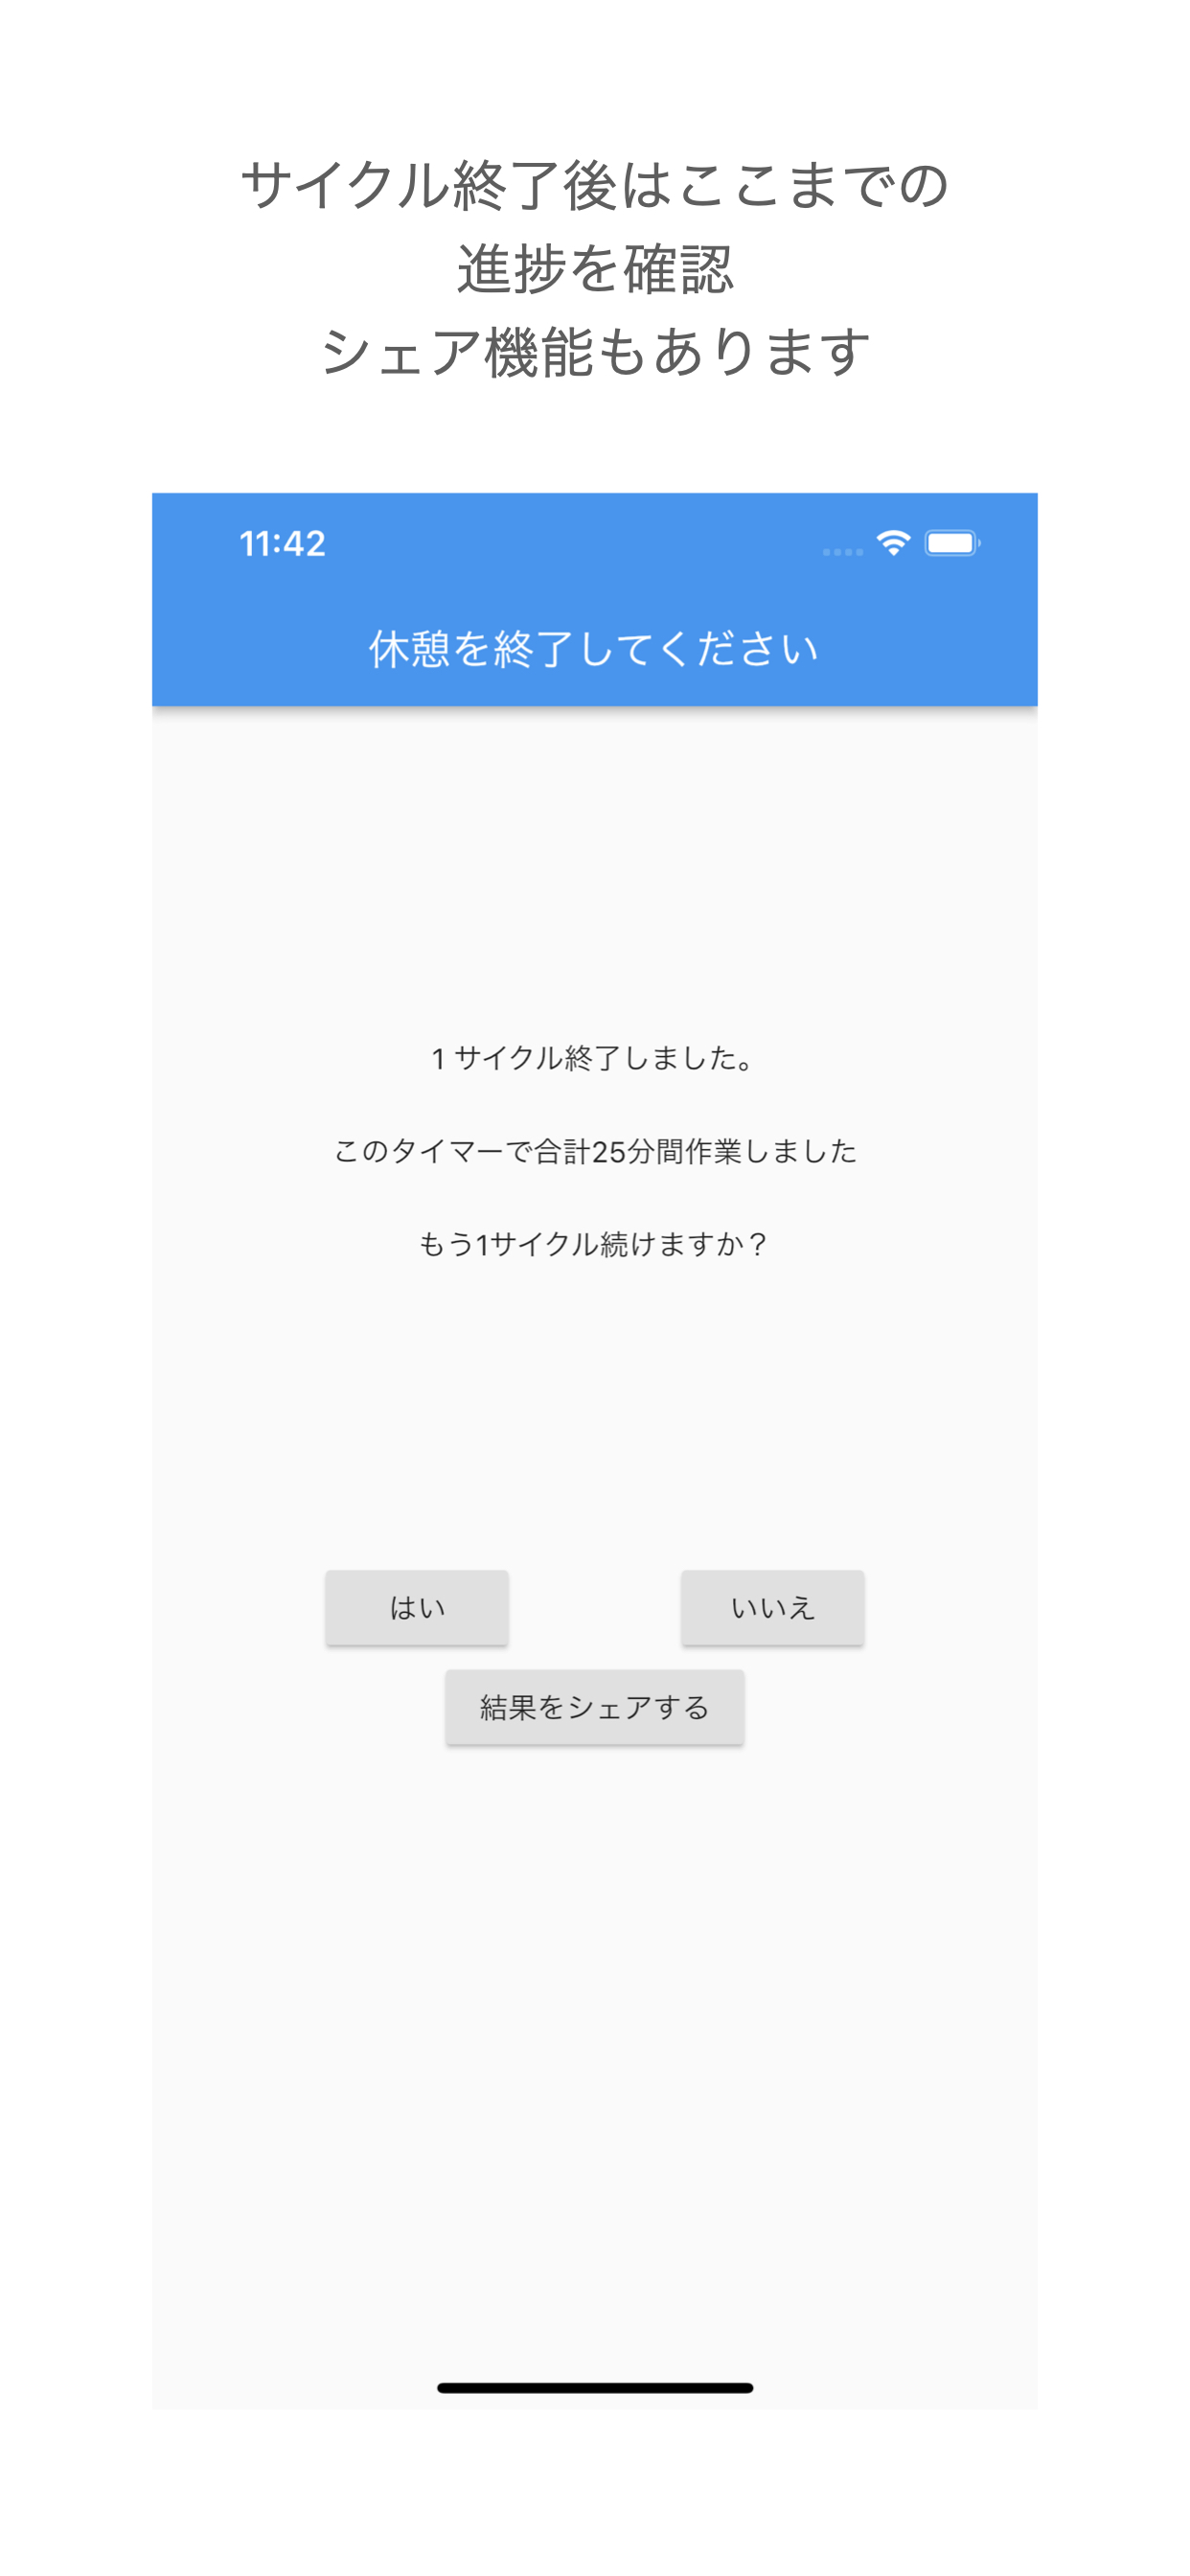 サイクル終了後はここまでの
進捗を確認
シェア機能もあります
11:42
休憩を終了してください
1 サイクル終了しました。
このタイマーで合計25分間作業しました
もう1サイクル続けますか？
はい
いいえ
結果をシェアする